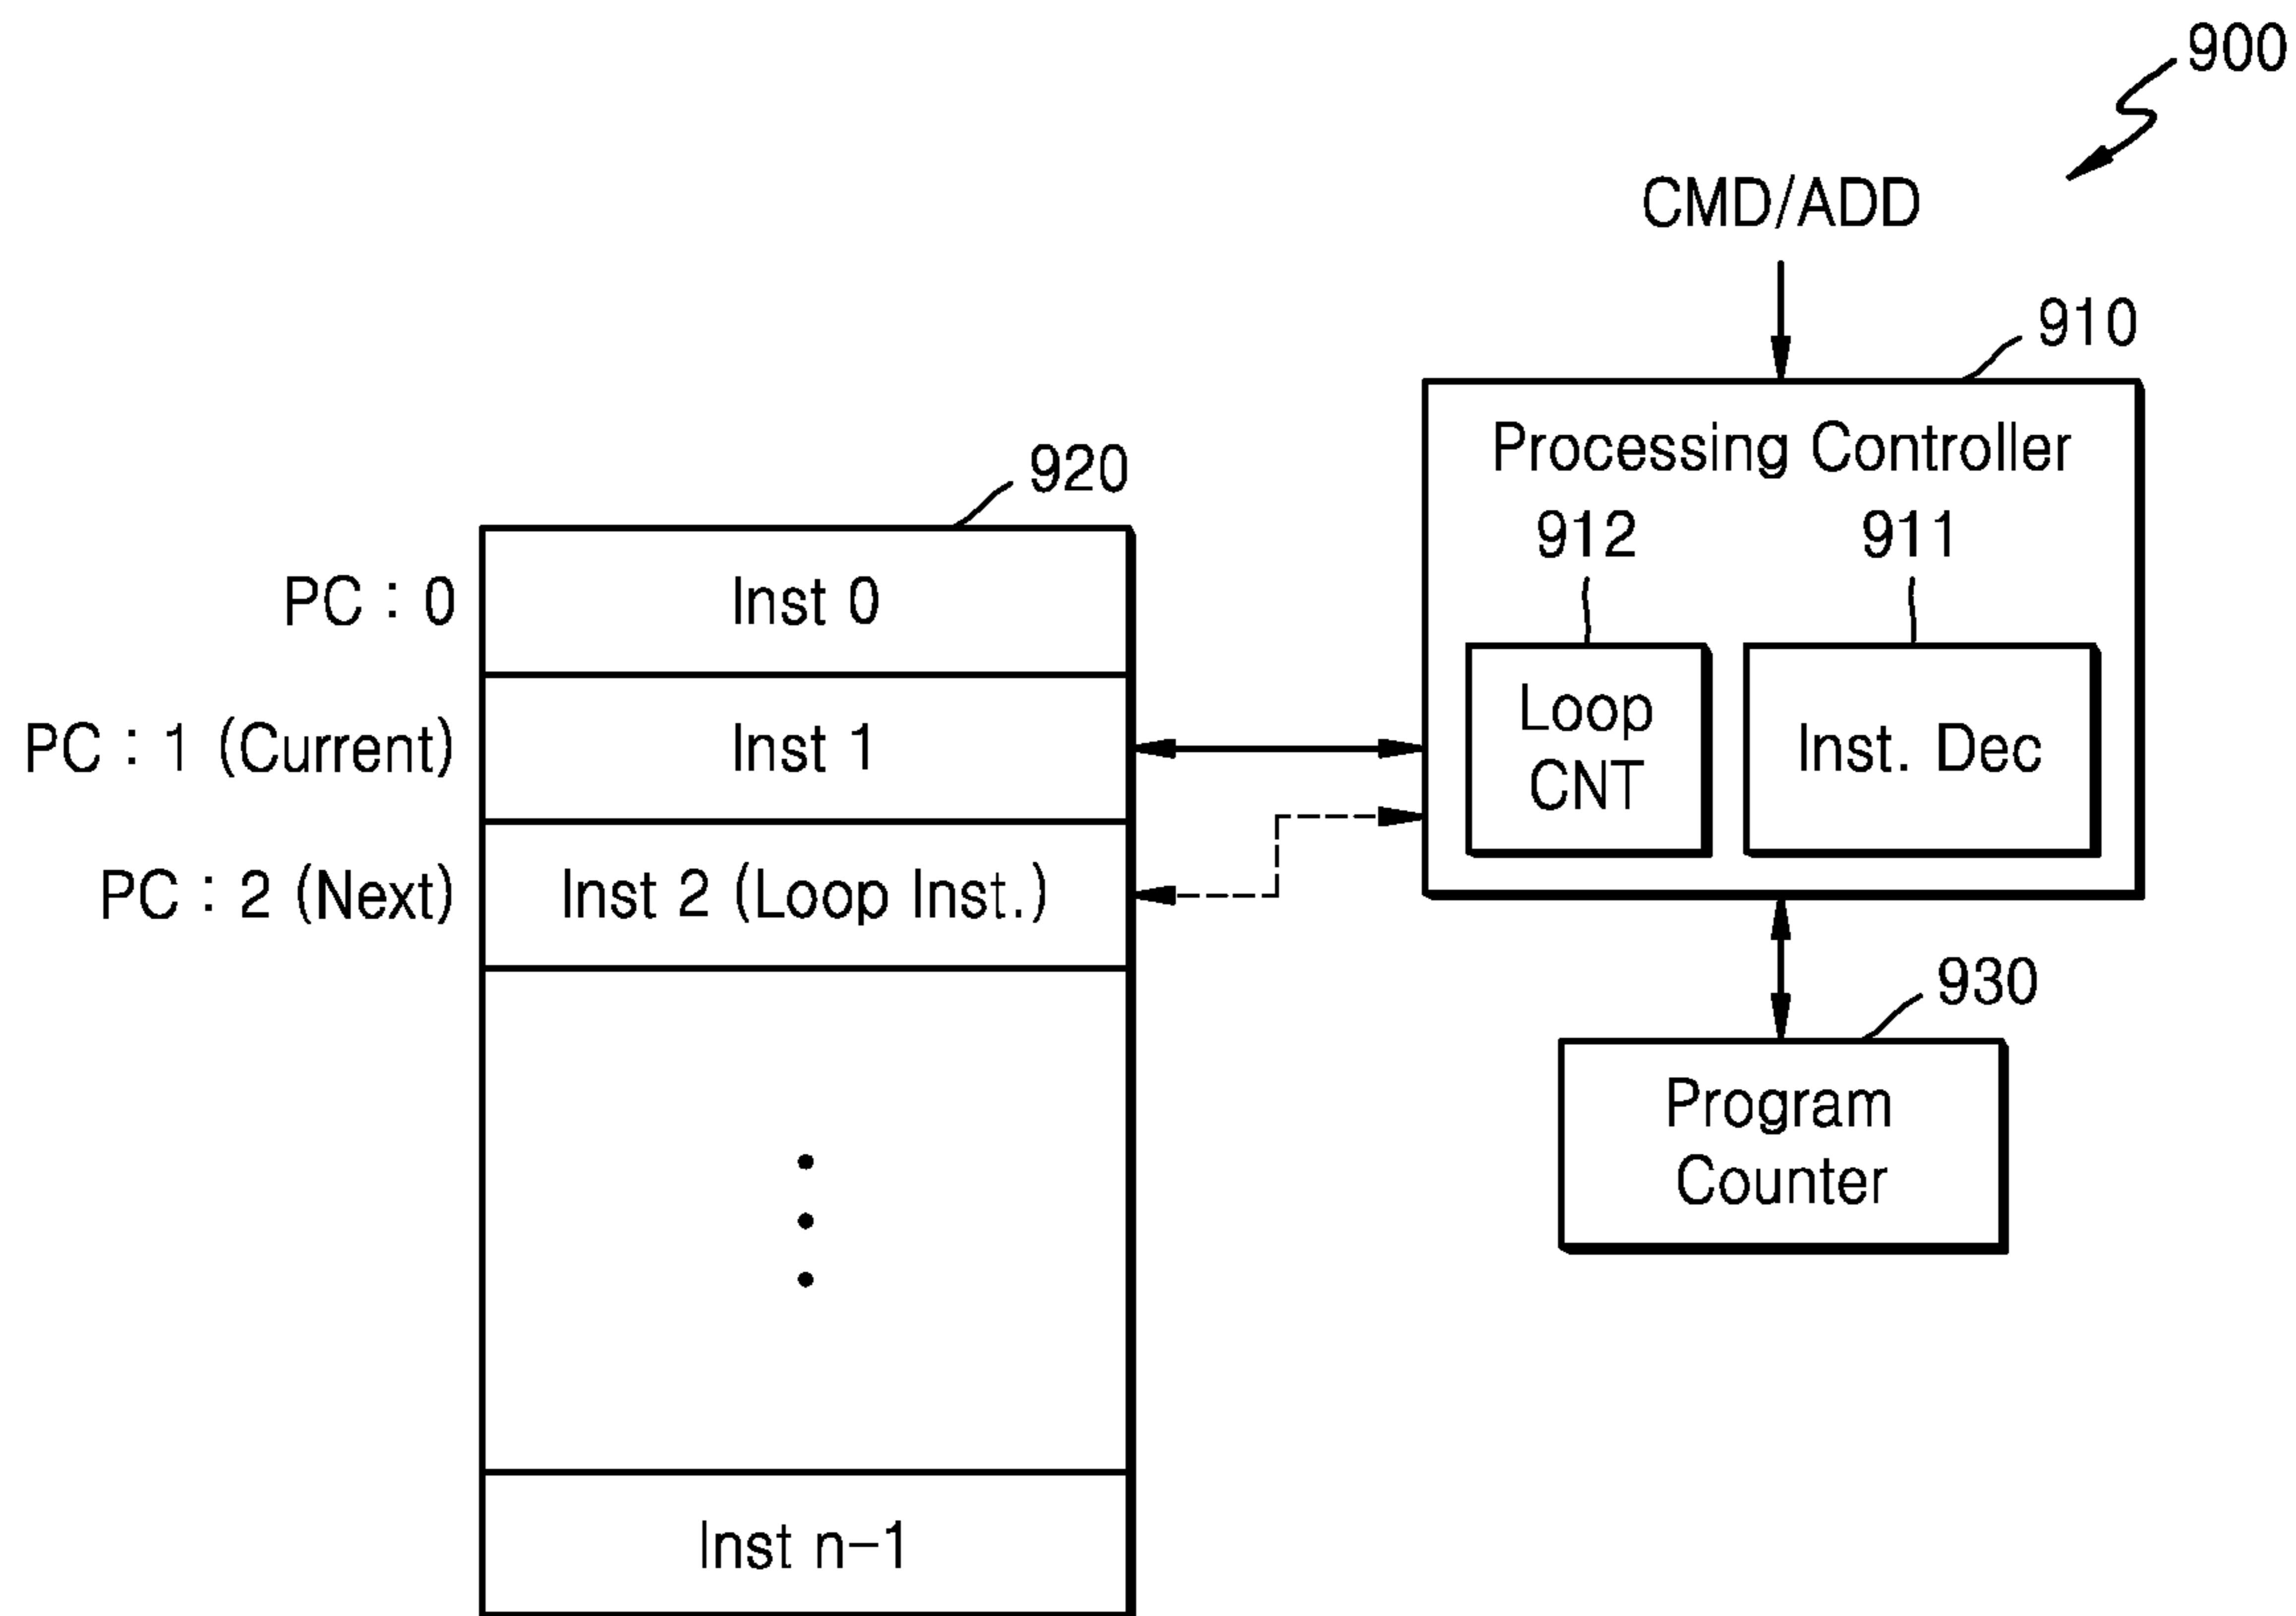 900
CMD/ADD
910
Processing Controller
912
911
Loop
CNT
Inst. Dec
920
PC : 0
Inst 0
PC : 1 (Current)
Inst 1
PC : 2 (Next)
Inst 2 (Loop Inst.)
930
Program
Counter
Inst n-1